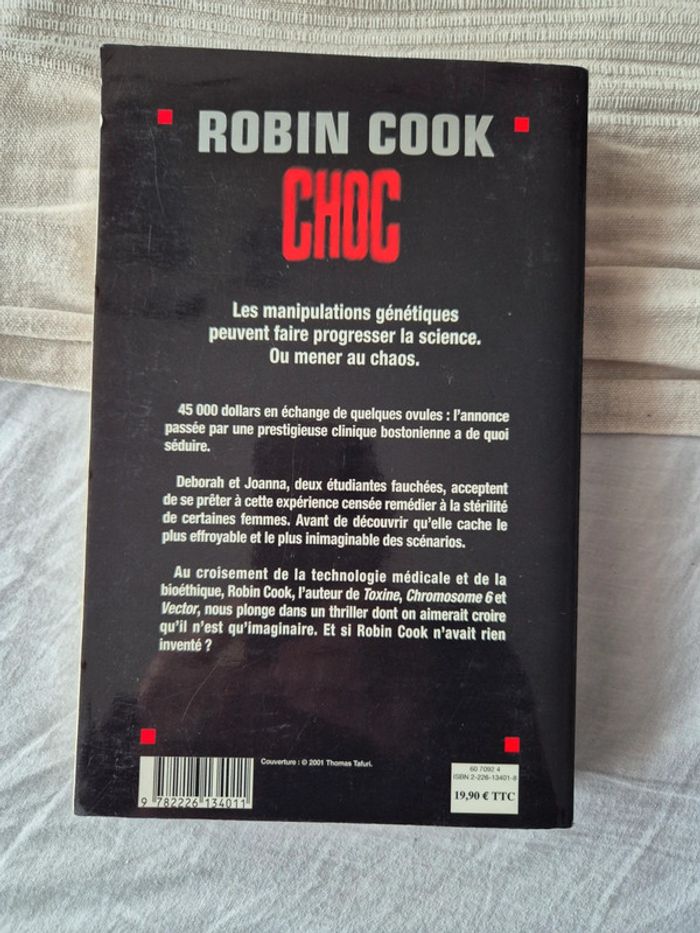 ROBIN COOK
CHOC
Les manipulations génétiques
peuvent faire progresser la science.
Ou mener au chaos.
45 000 dollars en échange de quelques ovules : l'annonce
passée par une prestigieuse clinique bostonienne a de quoi
séduire.
Deborah et Joanna, deux étudiantes fauchées, acceptent
de se prêter à cette expérience censée remédier à la stérilité
de certaines femmes. Avant de découvrir qu'elle cache le
plus effroyable et le plus inimaginable des scénarios.
Au croisement de la technologie médicale et de la
bioéthique, Robin Cook, l'auteur de Toxine, Chromosome 6 et
Vector, nous plonge dans un thriller dont on aimerait croire
qu'il n'est qu'imaginaire. Et si Robin Cook n'avait rien
inventé ?
Couverture : © 2001 Thomas Tafuri.
9 782226 134011
60 7092 4
ISBN 2-226-13401-8
19,90 € TTC